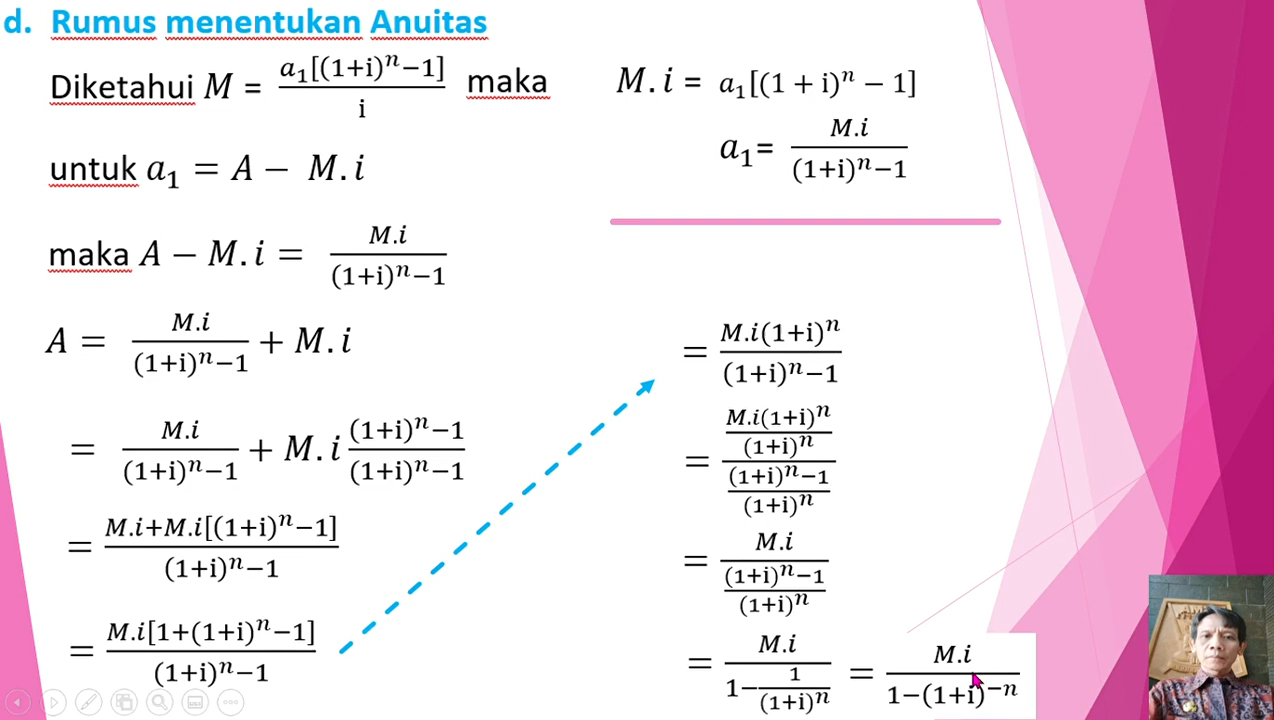 d. Rumus menentukan Anuitas
Diketahui M = a₁[(1+i)ⁿ−1] / i maka
untuk a₁ = A − M.i
maka A − M.i = M.i / ((1+i)ⁿ−1)
A = M.i / ((1+i)ⁿ−1) + M.i
= M.i / ((1+i)ⁿ−1) + M.i ((1+i)ⁿ−1) / ((1+i)ⁿ−1)
= (M.i+M.i[(1+i)ⁿ−1]) / ((1+i)ⁿ−1)
= M.i[1+(1+i)ⁿ−1] / ((1+i)ⁿ−1)
M.i = a₁[(1 + i)ⁿ − 1]
a₁= M.i / ((1+i)ⁿ−1)
= M.i(1+i)ⁿ / ((1+i)ⁿ−1)
= (M.i(1+i)ⁿ / (1+i)ⁿ) / (((1+i)ⁿ−1) / (1+i)ⁿ)
= M.i / (((1+i)ⁿ−1) / (1+i)ⁿ)
= M.i / (1− 1/(1+i)ⁿ) = M.i / (1−(1+i)⁻ⁿ)